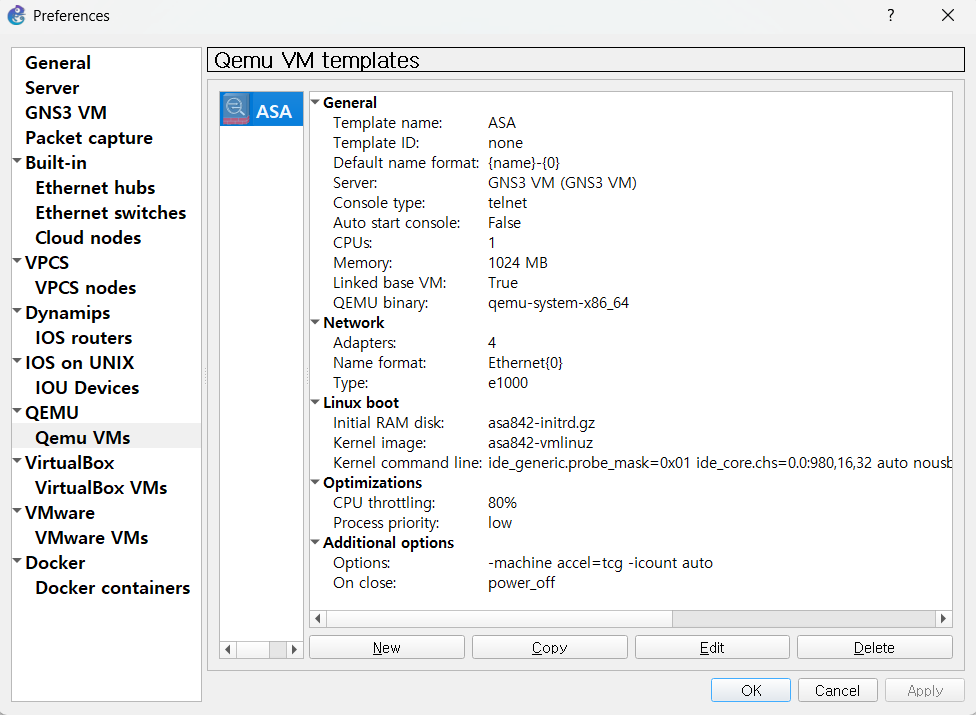 Preferences
?
General
Server
GNS3 VM
Packet capture
Built-in
Ethernet hubs
Ethernet switches
Cloud nodes
VPCS
VPCS nodes
Dynamips
IOS routers
IOS on UNIX
IOU Devices
QEMU
Qemu VMs
VirtualBox
VirtualBox VMs
VMware
VMware VMs
Docker
Docker containers
Qemu VM templates
ASA
General
Template name: ASA
Template ID: none
Default name format: {name}-{0}
Server: GNS3 VM (GNS3 VM)
Console type: telnet
Auto start console: False
CPUs: 1
Memory: 1024 MB
Linked base VM: True
QEMU binary: qemu-system-x86_64
Network
Adapters: 4
Name format: Ethernet{0}
Type: e1000
Linux boot
Initial RAM disk: asa842-initrd.gz
Kernel image: asa842-vmlinuz
Kernel command line: ide_generic.probe_mask=0x01 ide_core.chs=0.0:980,16,32 auto nousb
Optimizations
CPU throttling: 80%
Process priority: low
Additional options
Options: -machine accel=tcg -icount auto
On close: power_off
New Copy Edit Delete
OK Cancel Apply